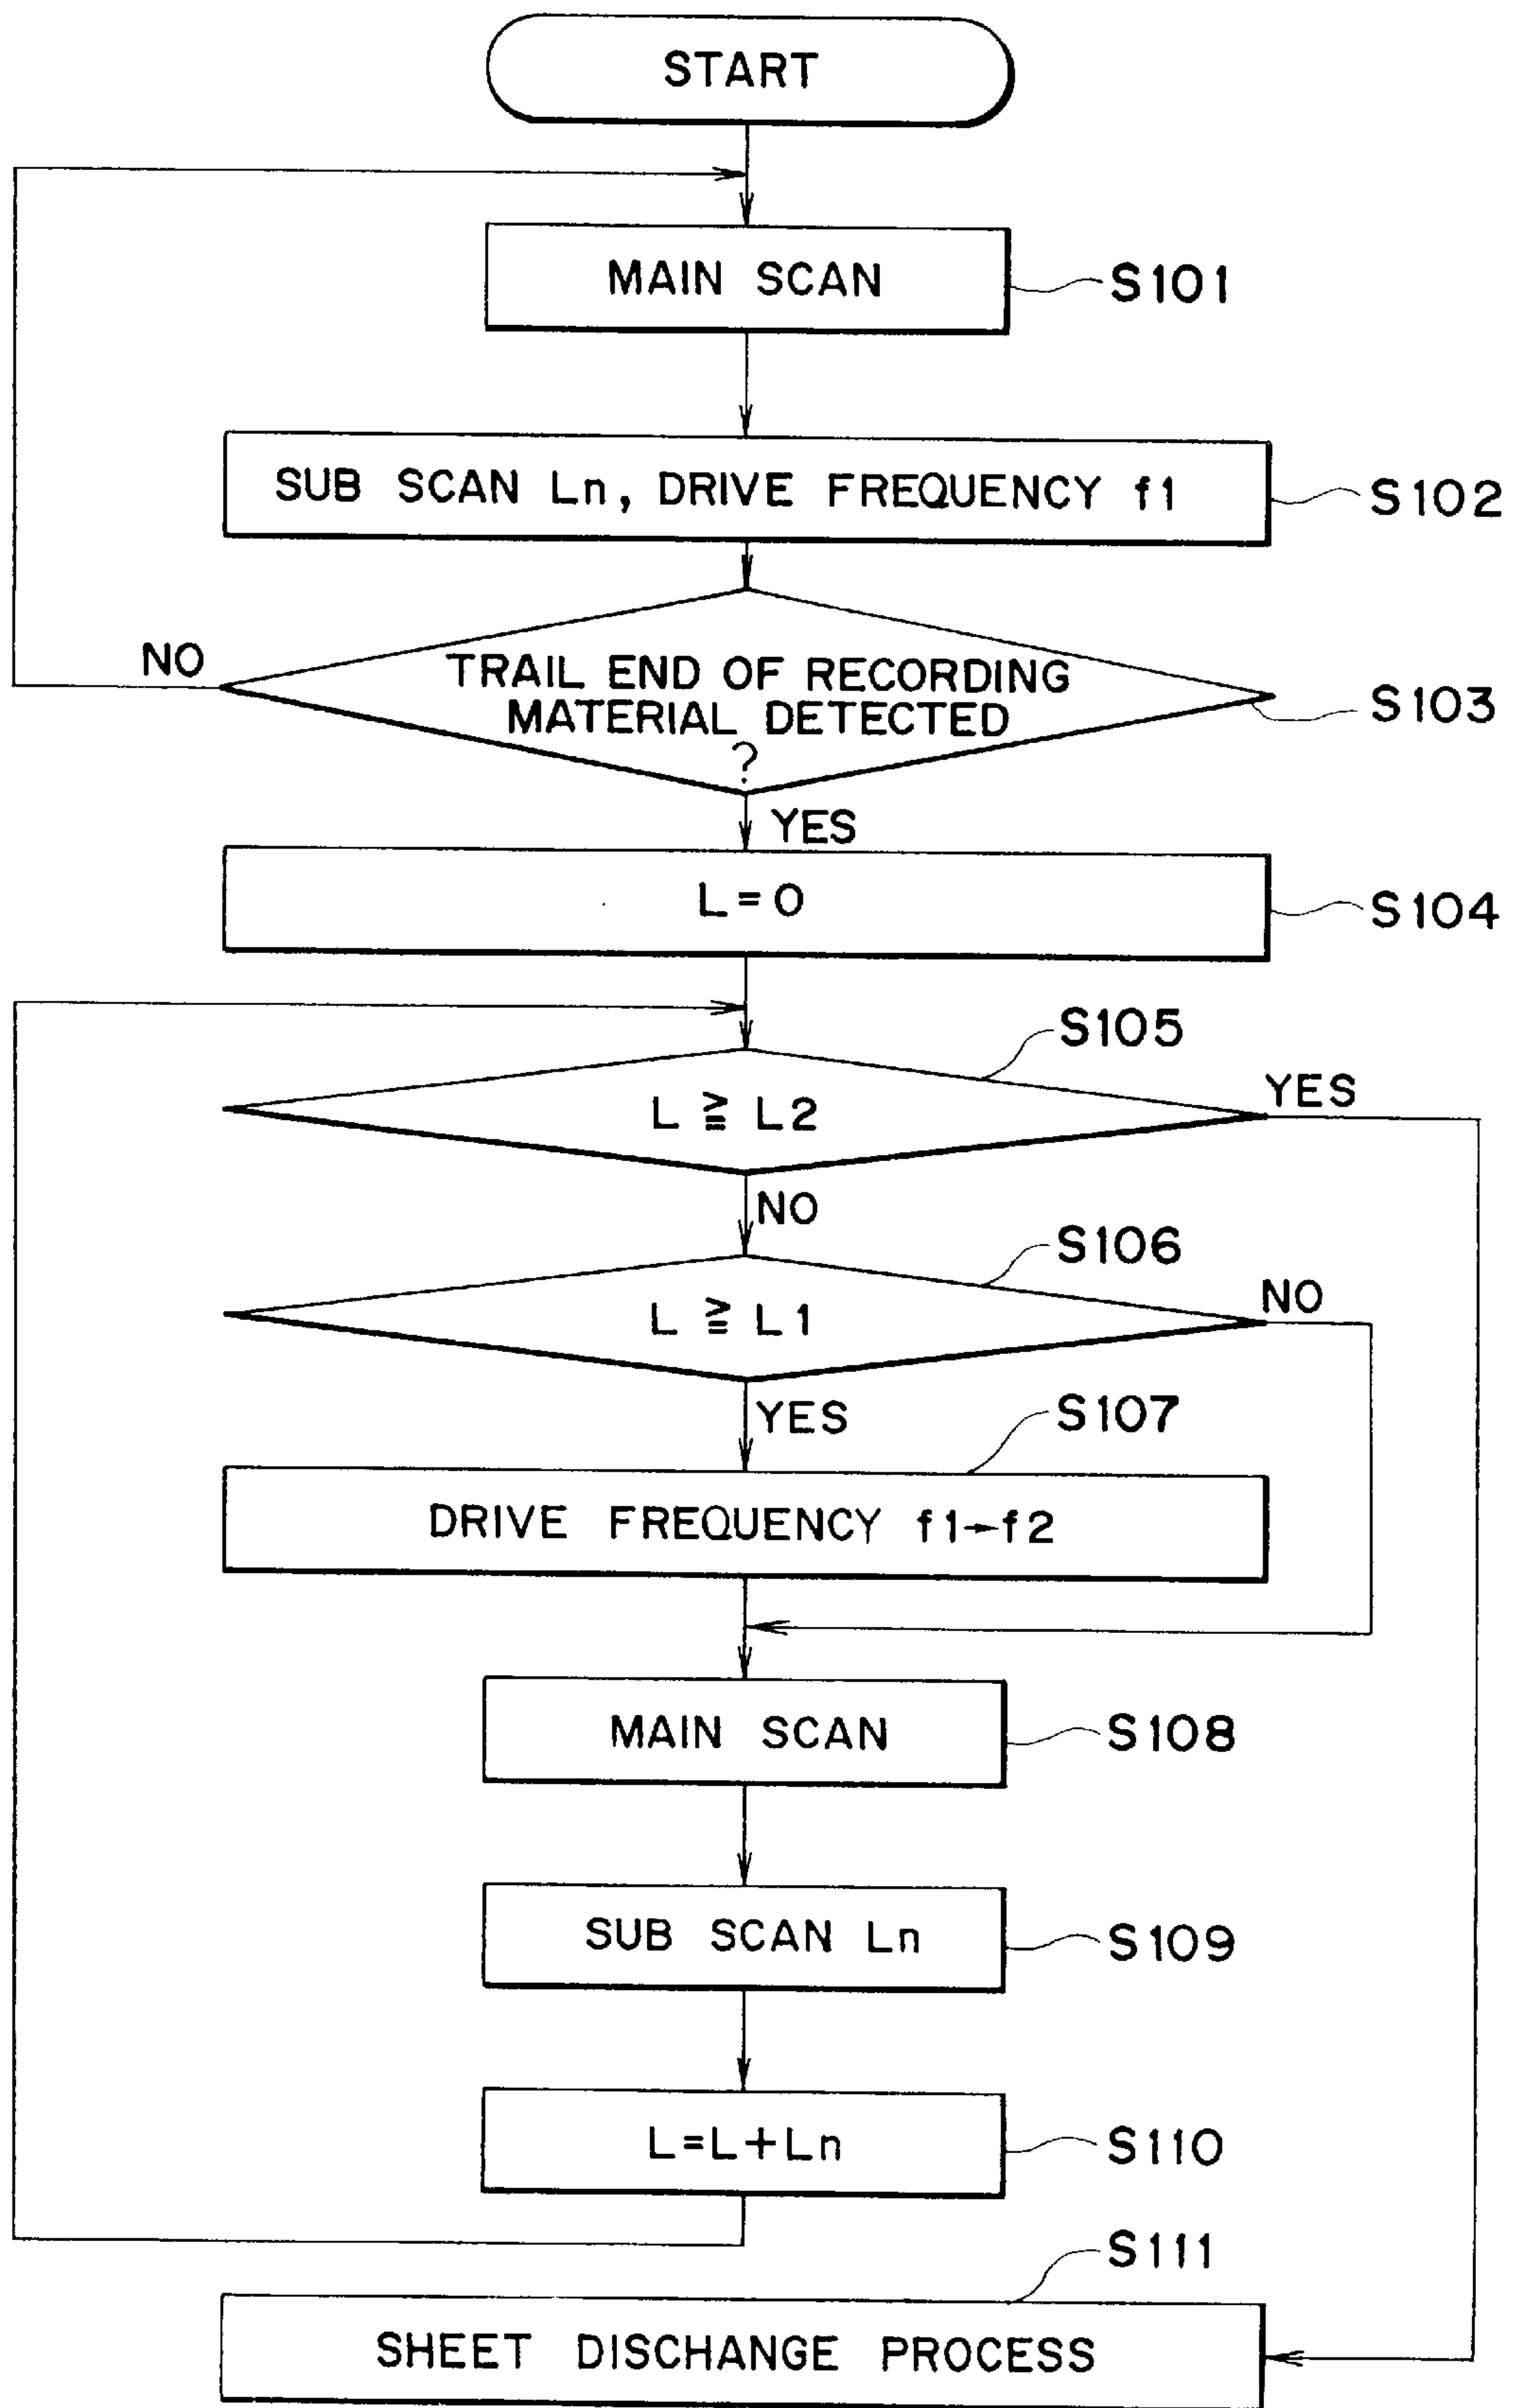 START
MAIN SCAN
S101
SUB SCAN Ln, DRIVE FREQUENCY f1
S102
NO
TRAIL END OF RECORDING
MATERIAL DETECTED
?
S103
YES
L=0
S104
S105
L ≧ L2
YES
NO
S106
L ≧ L1
NO
YES
S107
DRIVE FREQUENCY f1→f2
MAIN SCAN
S108
SUB SCAN Ln
S109
L=L+Ln
S110
S111
SHEET DISCHANGE PROCESS